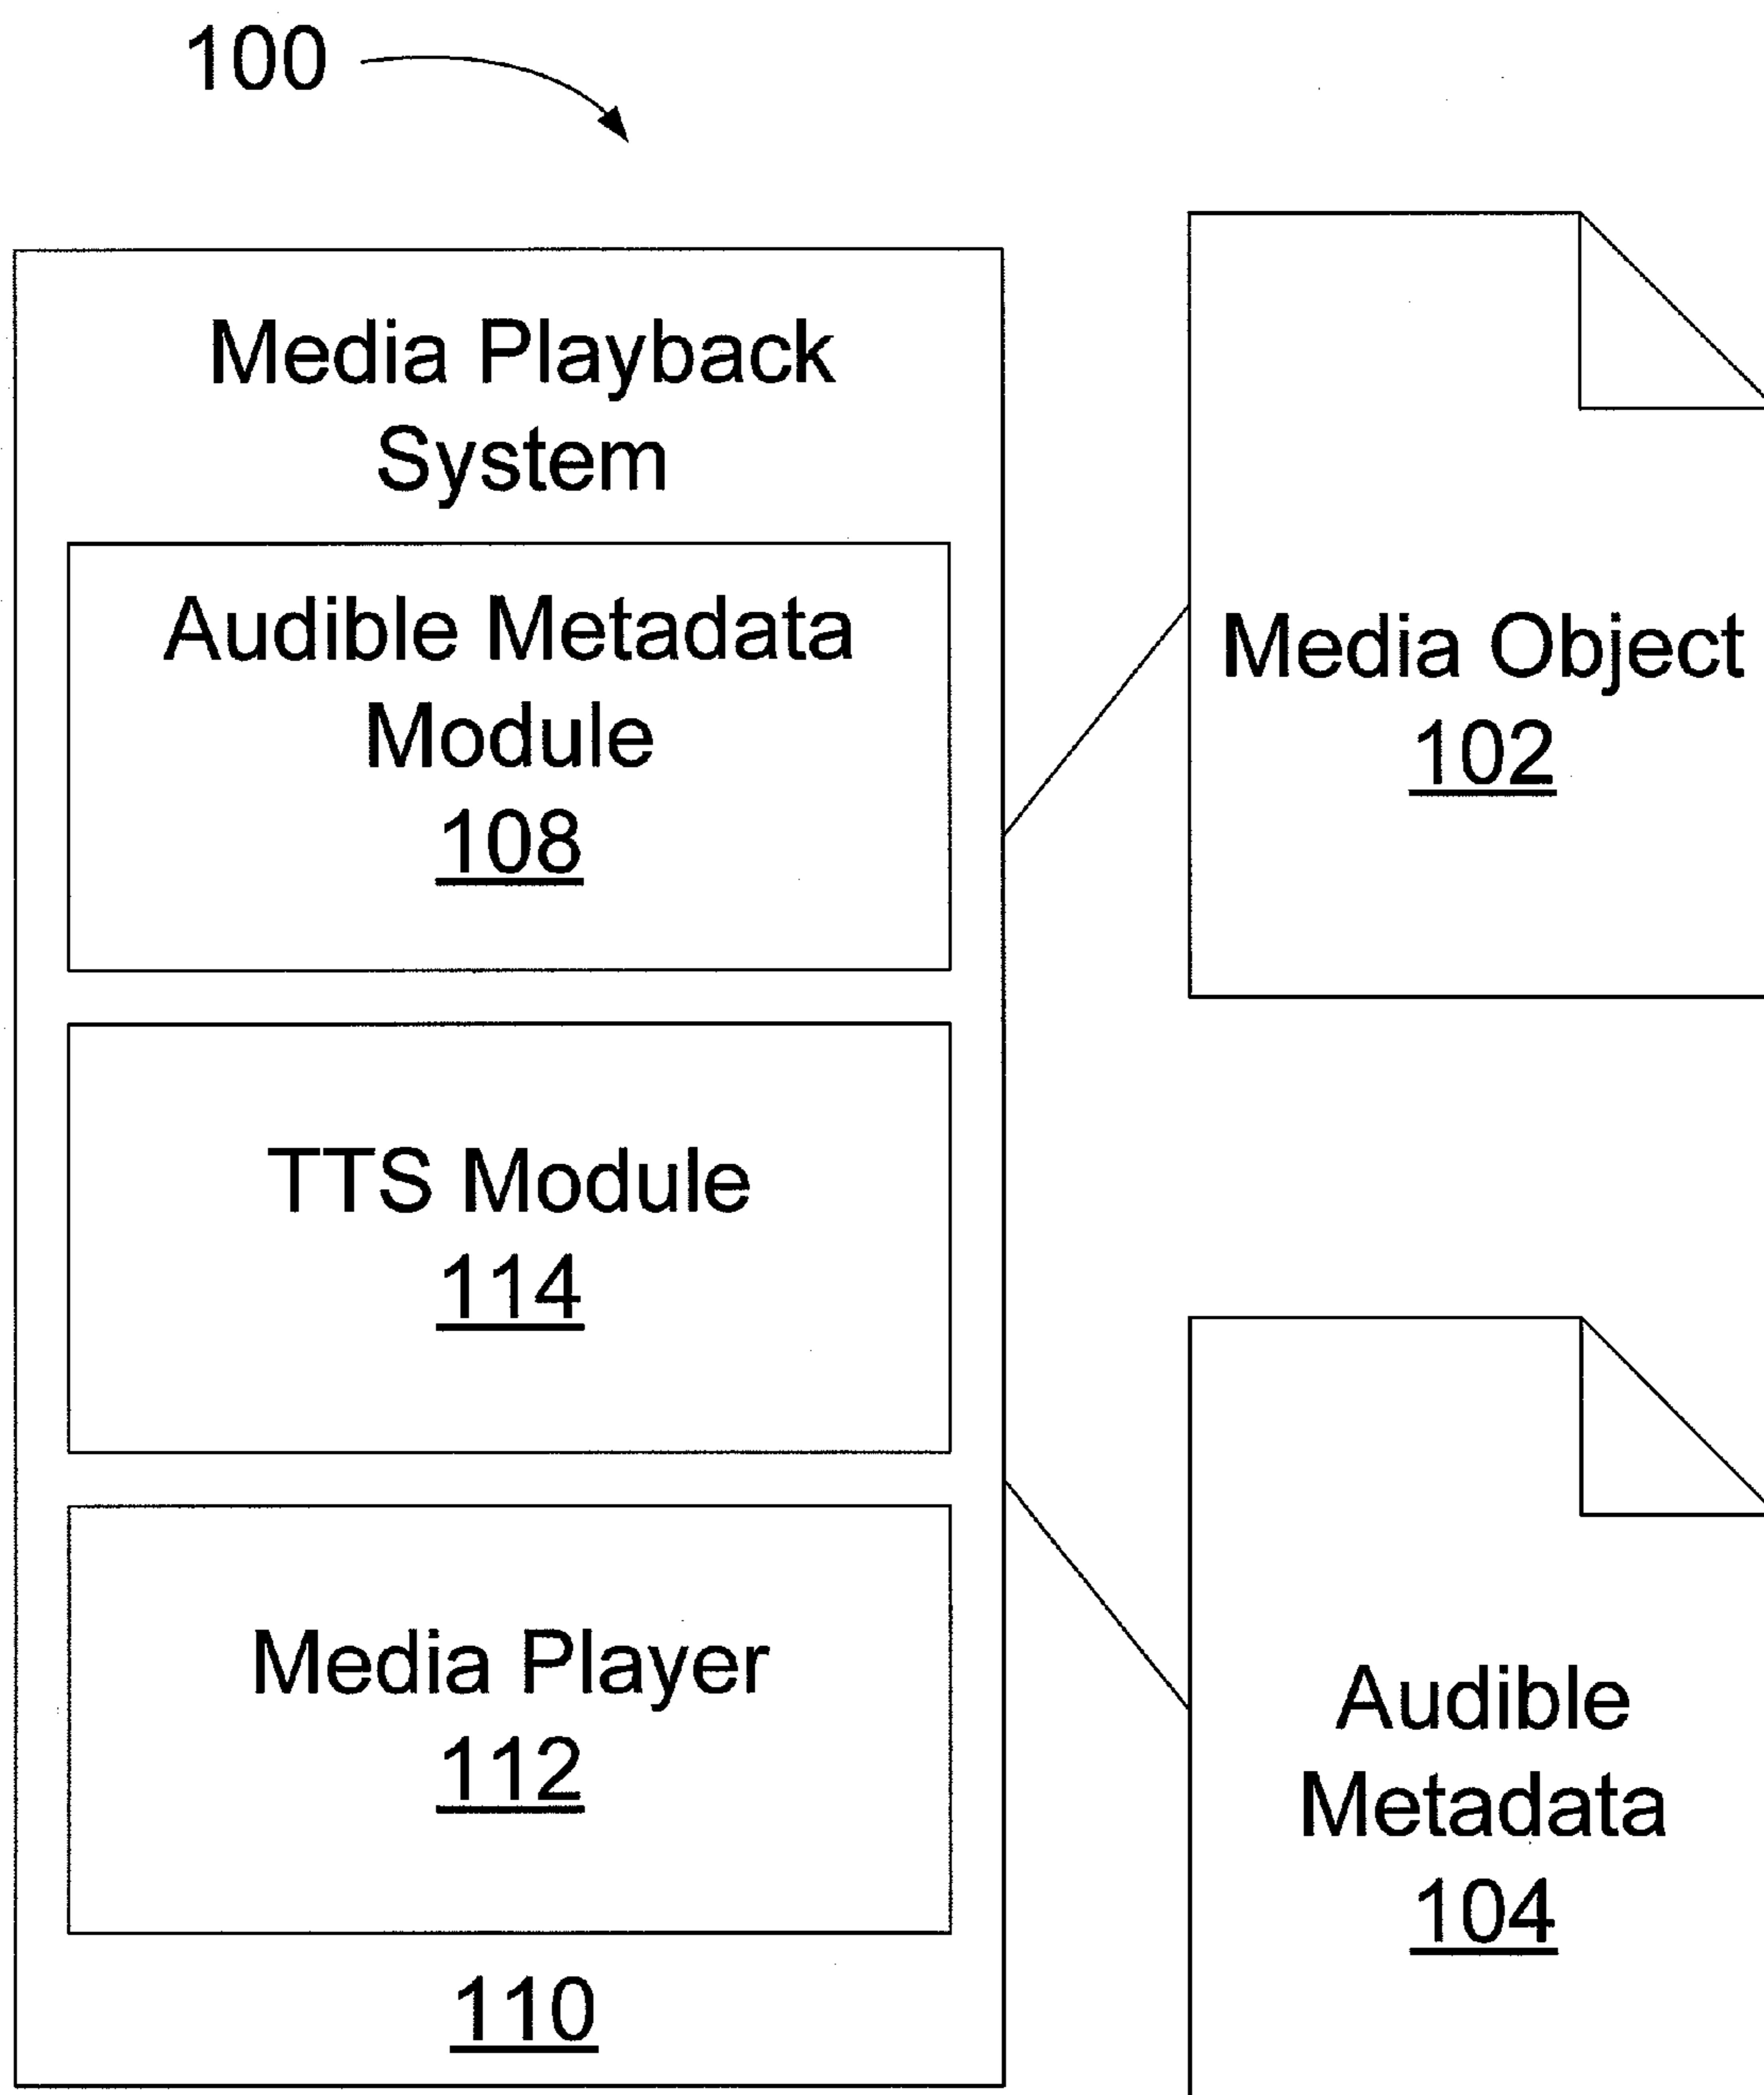 100
Media Playback
System
Audible Metadata
Module
108
TTS Module
114
Media Player
112
110
Media Object
102
Audible
Metadata
104